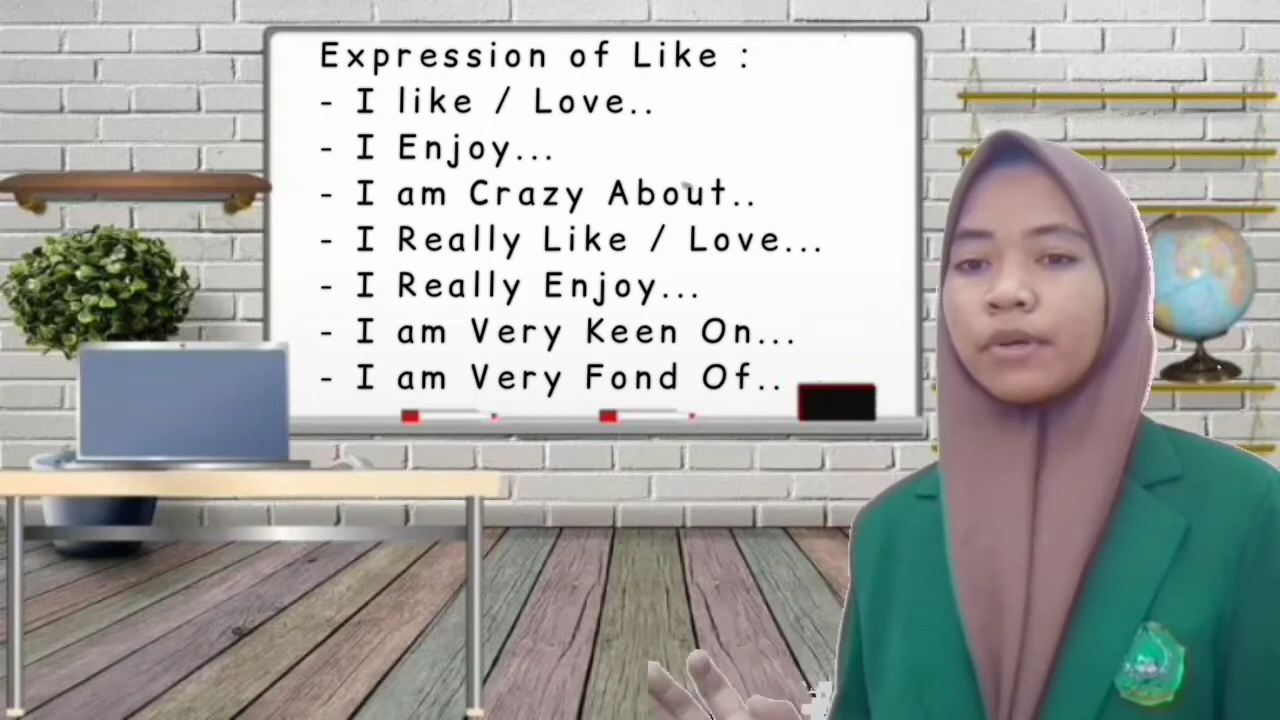 Expression of Like :
- I like / Love..
- I Enjoy...
- I am Crazy About..
- I Really Like / Love...
- I Really Enjoy...
- I am Very Keen On...
- I am Very Fond Of..